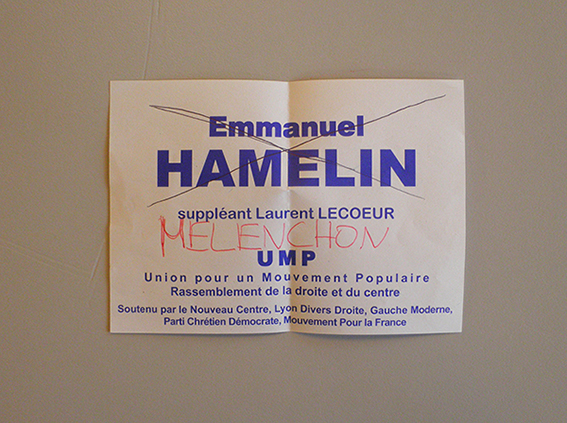 Emmanuel
HAMELIN
suppléant Laurent LECOEUR
MELENCHON
UMP
Union pour un Mouvement Populaire
Rassemblement de la droite et du centre
Soutenu par le Nouveau Centre, Lyon Divers Droite, Gauche Moderne,
Parti Chrétien Démocrate, Mouvement Pour la France